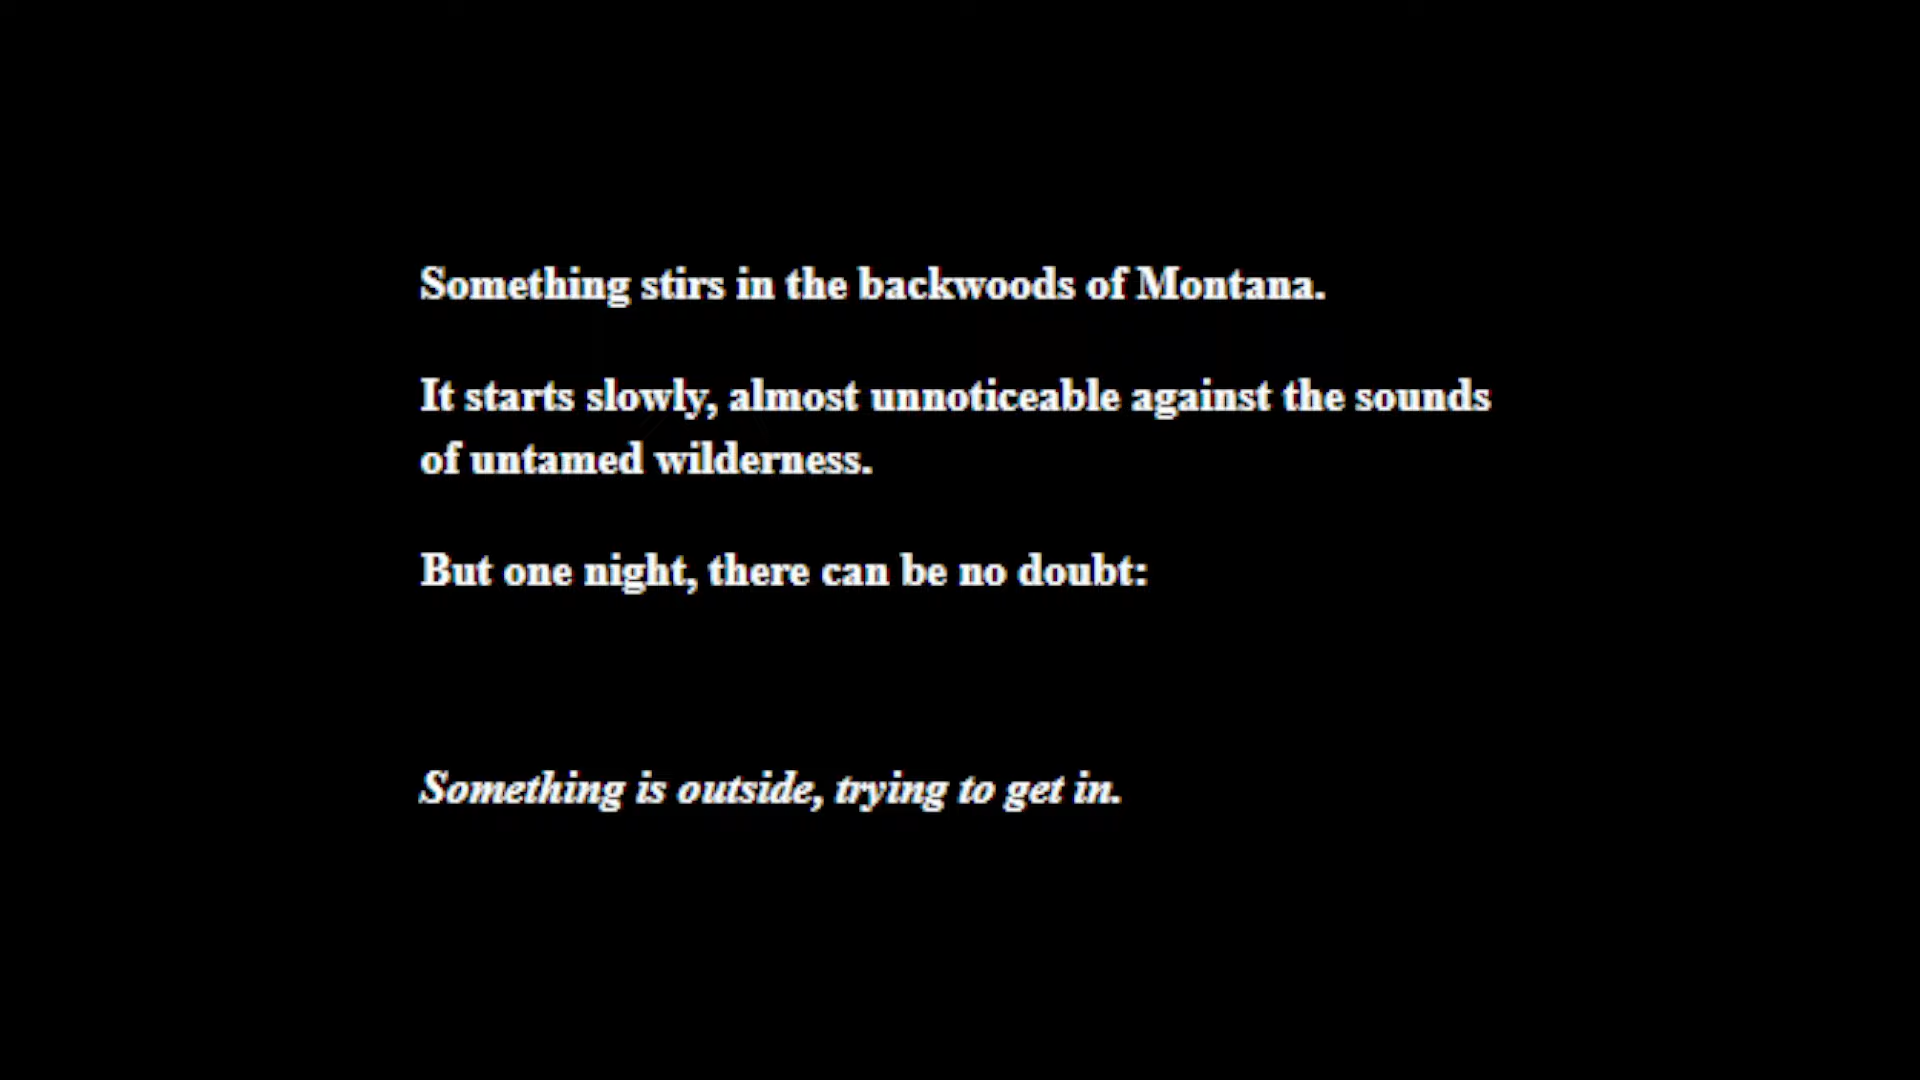 Something stirs in the backwoods of Montana.
It starts slowly, almost unnoticeable against the sounds
of untamed wilderness.
But one night, there can be no doubt:
Something is outside, trying to get in.